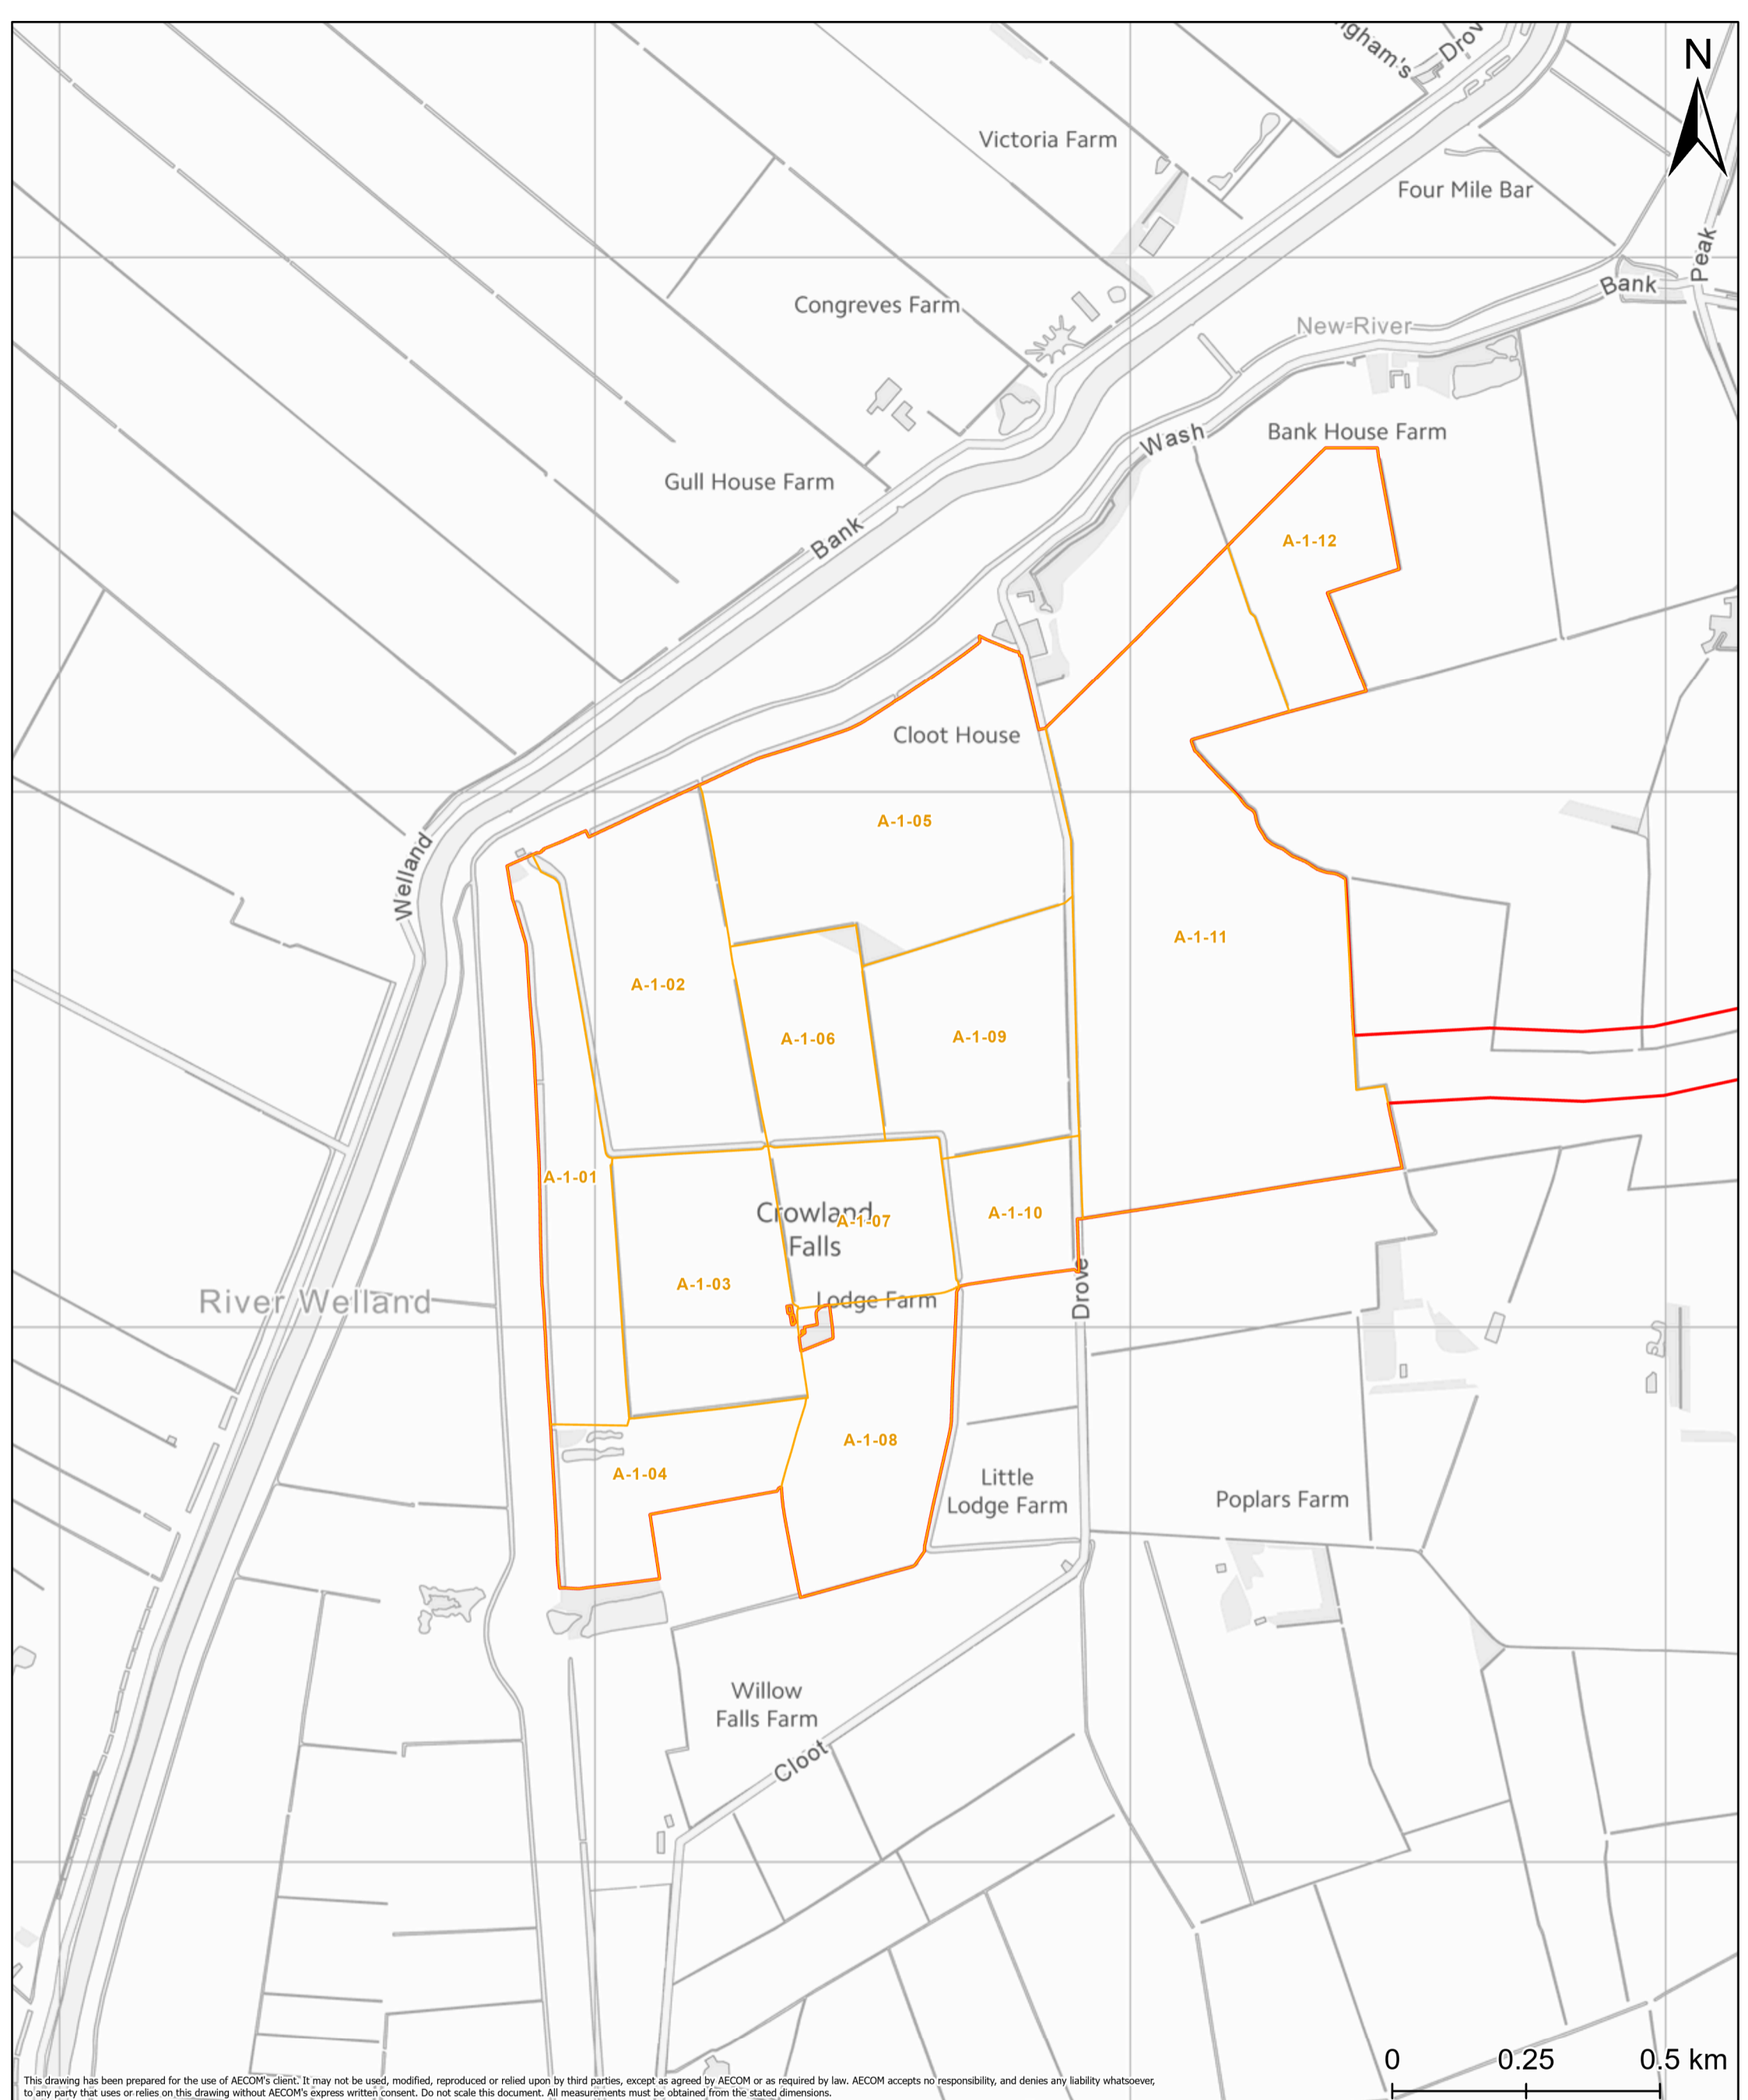 ngham's
Drov
N
Victoria Farm
Four Mile Bar
Peak
Bank
Congreves Farm
New River
Wash
Bank House Farm
Gull House Farm
Bank
A-1-12
Cloot House
A-1-05
Welland
A-1-11
A-1-02
A-1-06
A-1-09
A-1-01
Crowland
Falls
A-1-07
A-1-10
A-1-03
Drove
River Welland
Lodge Farm
A-1-08
A-1-04
Little
Lodge Farm
Poplars Farm
Willow
Falls Farm
Cloot
0 0.25 0.5 km
This drawing has been prepared for the use of AECOM's client. It may not be used, modified, reproduced or relied upon by third parties, except as agreed by AECOM or as required by law. AECOM accepts no responsibility, and denies any liability whatsoever,
to any party that uses or relies on this drawing without AECOM's express written consent. Do not scale this document. All measurements must be obtained from the stated dimensions.